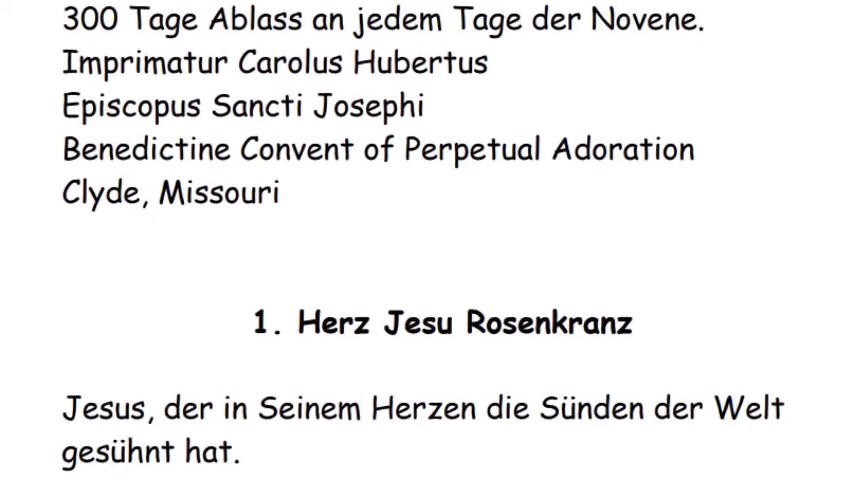 300 Tage Ablass an jedem Tage der Novene.
Imprimatur Carolus Hubertus
Episcopus Sancti Josephi
Benedictine Convent of Perpetual Adoration
Clyde, Missouri
1. Herz Jesu Rosenkranz
Jesus, der in Seinem Herzen die Sünden der Welt
gesühnt hat.